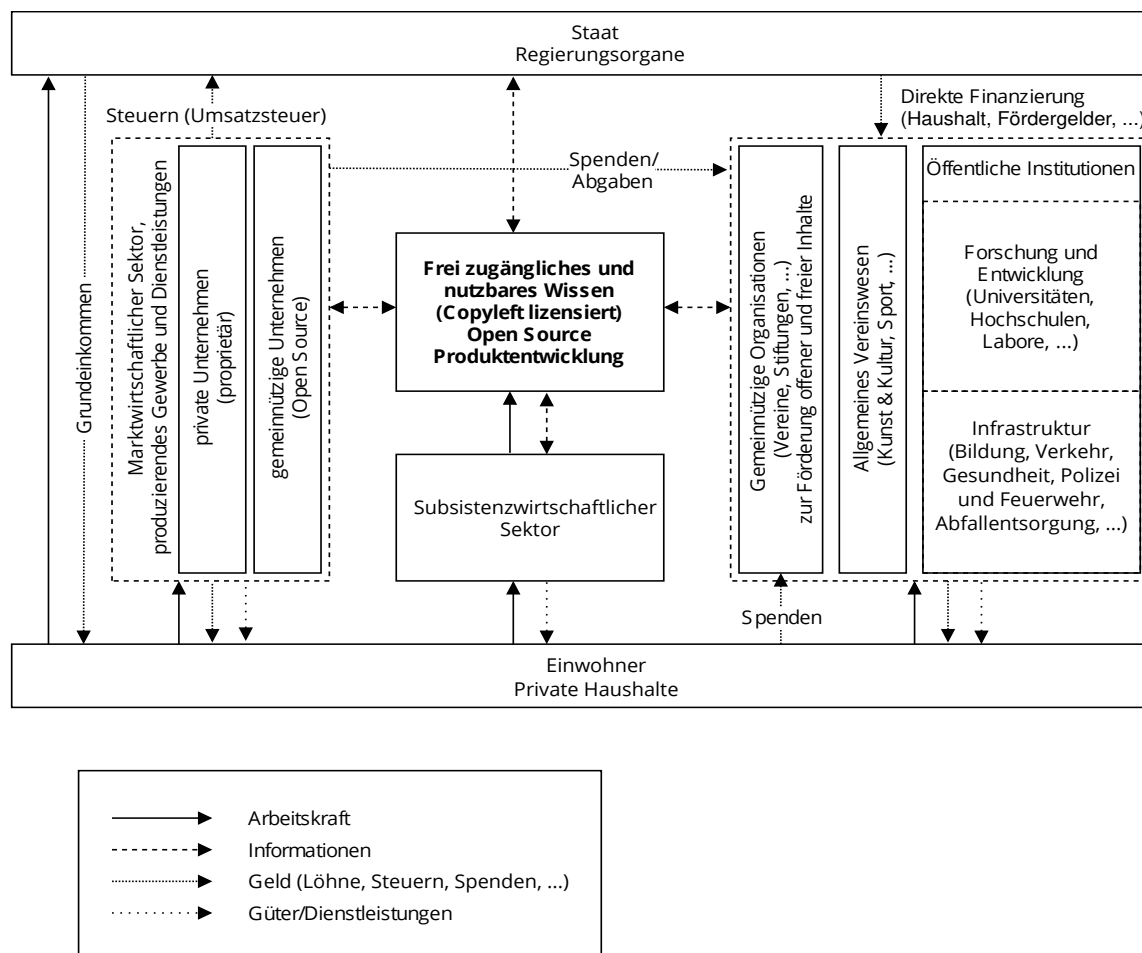 Staat
Regierungsorgane
Steuern (Umsatzsteuer)
Direkte Finanzierung
(Haushalt, Fördergelder, ...)
Grundeinkommen
Marktwirtschaftlicher Sektor,
produzierendes Gewerbe und Dienstleistungen
private Unternehmen
(proprietär)
gemeinnützige Unternehmen
(Open Source)
Spenden/
Abgaben
Frei zugängliches und
nutzbares Wissen
(Copyleft lizensiert)
Open Source
Produktentwicklung
Subsistenzwirtschaftlicher
Sektor
Gemeinnützige Organisationen
(Vereine, Stiftungen, ...)
zur Förderung offener und freier Inhalte
Allgemeines Vereinswesen
(Kunst & Kultur, Sport, ...)
Öffentliche Institutionen
Forschung und
Entwicklung
(Universitäten,
Hochschulen,
Labore, ...)
Infrastruktur
(Bildung, Verkehr,
Gesundheit, Polizei
und Feuerwehr,
Abfallentsorgung, ...)
Spenden
Einwohner
Private Haushalte
Arbeitskraft
Informationen
Geld (Löhne, Steuern, Spenden, ...)
Güter/Dienstleistungen